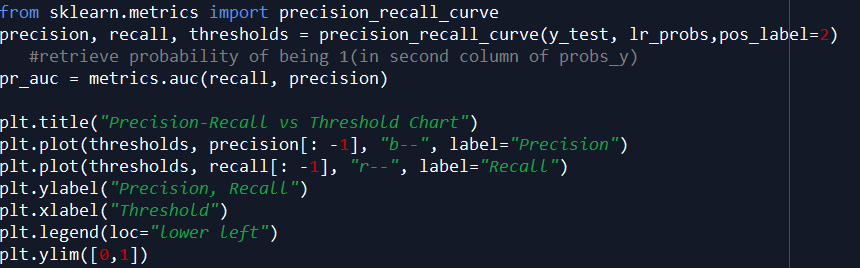 from sklearn.metrics import precision_recall_curve
precision, recall, thresholds = precision_recall_curve(y_test, lr_probs,pos_label=2)
#retrieve probability of being 1(in second column of probs_y)
pr_auc = metrics.auc(recall, precision)
plt.title("Precision-Recall vs Threshold Chart")
plt.plot(thresholds, precision[: -1], "b--", label="Precision")
plt.plot(thresholds, recall[: -1], "r--", label="Recall")
plt.ylabel("Precision, Recall")
plt.xlabel("Threshold")
plt.legend(loc="lower left")
plt.ylim([0,1])